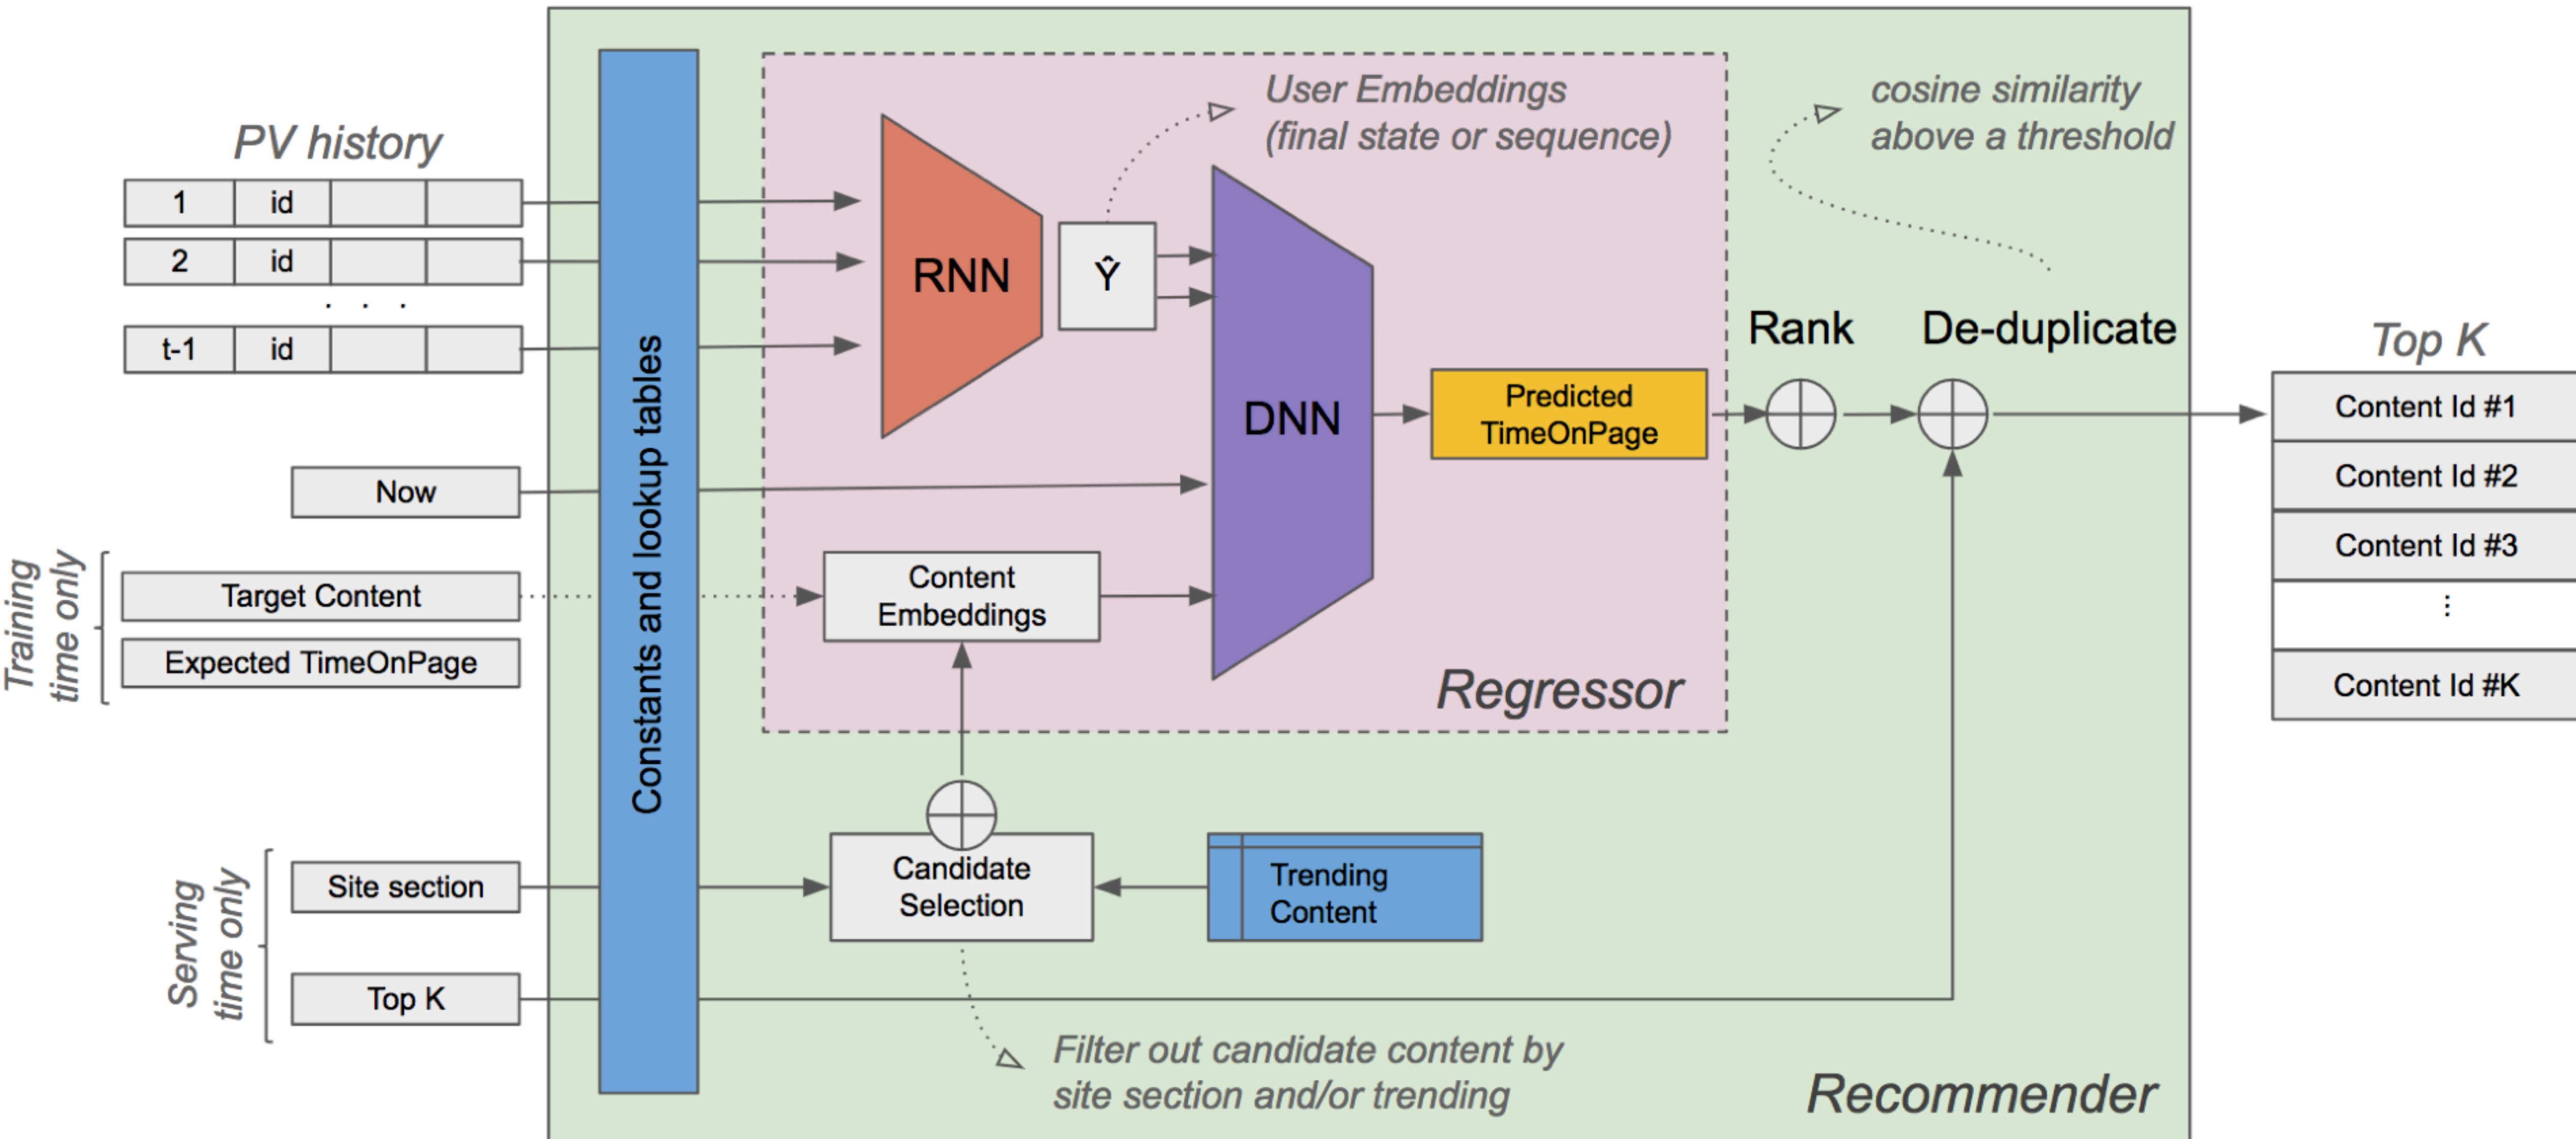 PV history
1 id
2 id
. . .
t-1 id
Now
Training
time only
Target Content
Expected TimeOnPage
Serving
time only
Site section
Top K
Constants and lookup tables
RNN
Ŷ
User Embeddings
(final state or sequence)
DNN
Content
Embeddings
Predicted
TimeOnPage
Regressor
Candidate
Selection
Trending
Content
Filter out candidate content by
site section and/or trending
cosine similarity
above a threshold
Rank
De-duplicate
Recommender
Top K
Content Id #1
Content Id #2
Content Id #3
⋮
Content Id #K